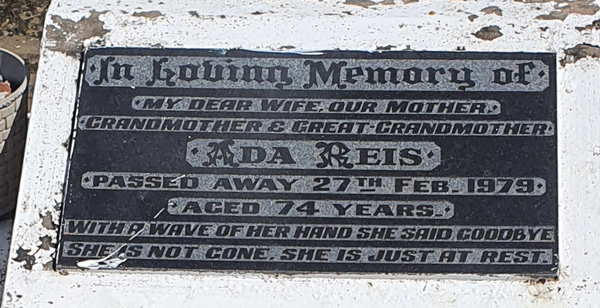 In Loving Memory of
MY DEAR WIFE, OUR MOTHER,
GRANDMOTHER & GREAT-GRANDMOTHER
ADA REIS
PASSED AWAY 27TH FEB. 1979
AGED 74 YEARS.
WITH A WAVE OF HER HAND SHE SAID GOODBYE
SHE IS NOT GONE. SHE IS JUST AT REST.